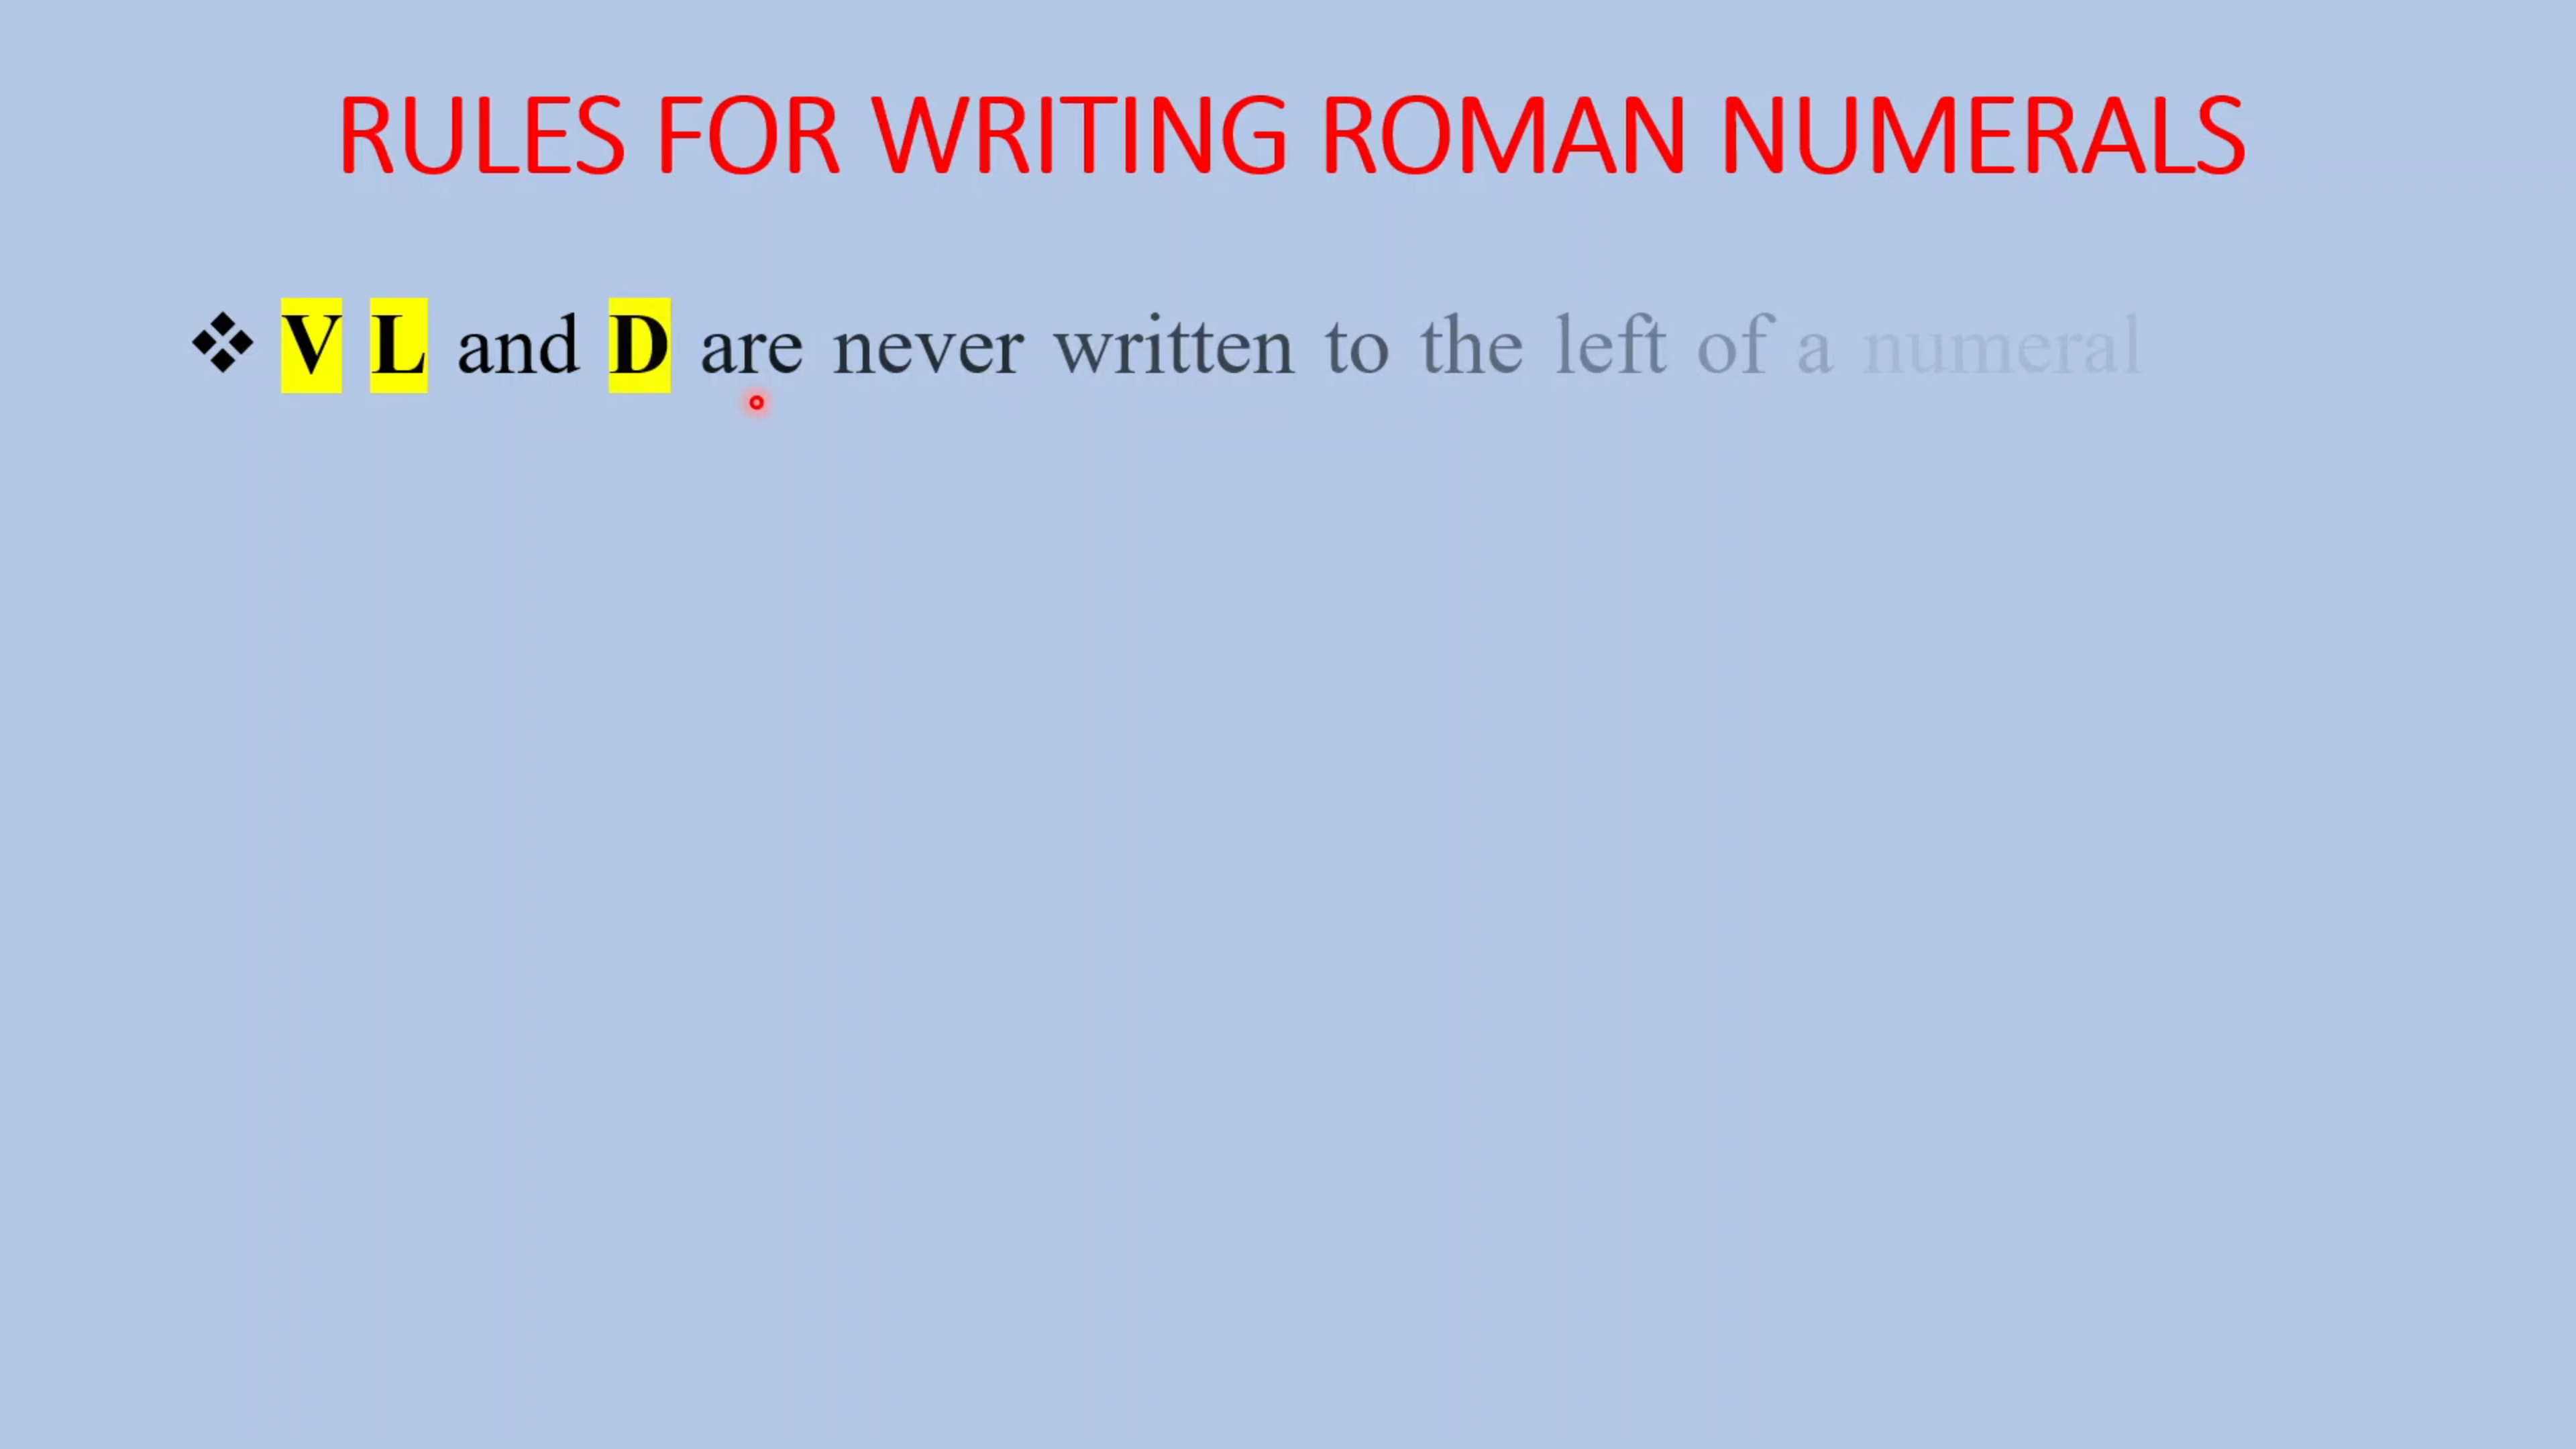 RULES FOR WRITING ROMAN NUMERALS
❖ V L and D are never written to the left of a numeral